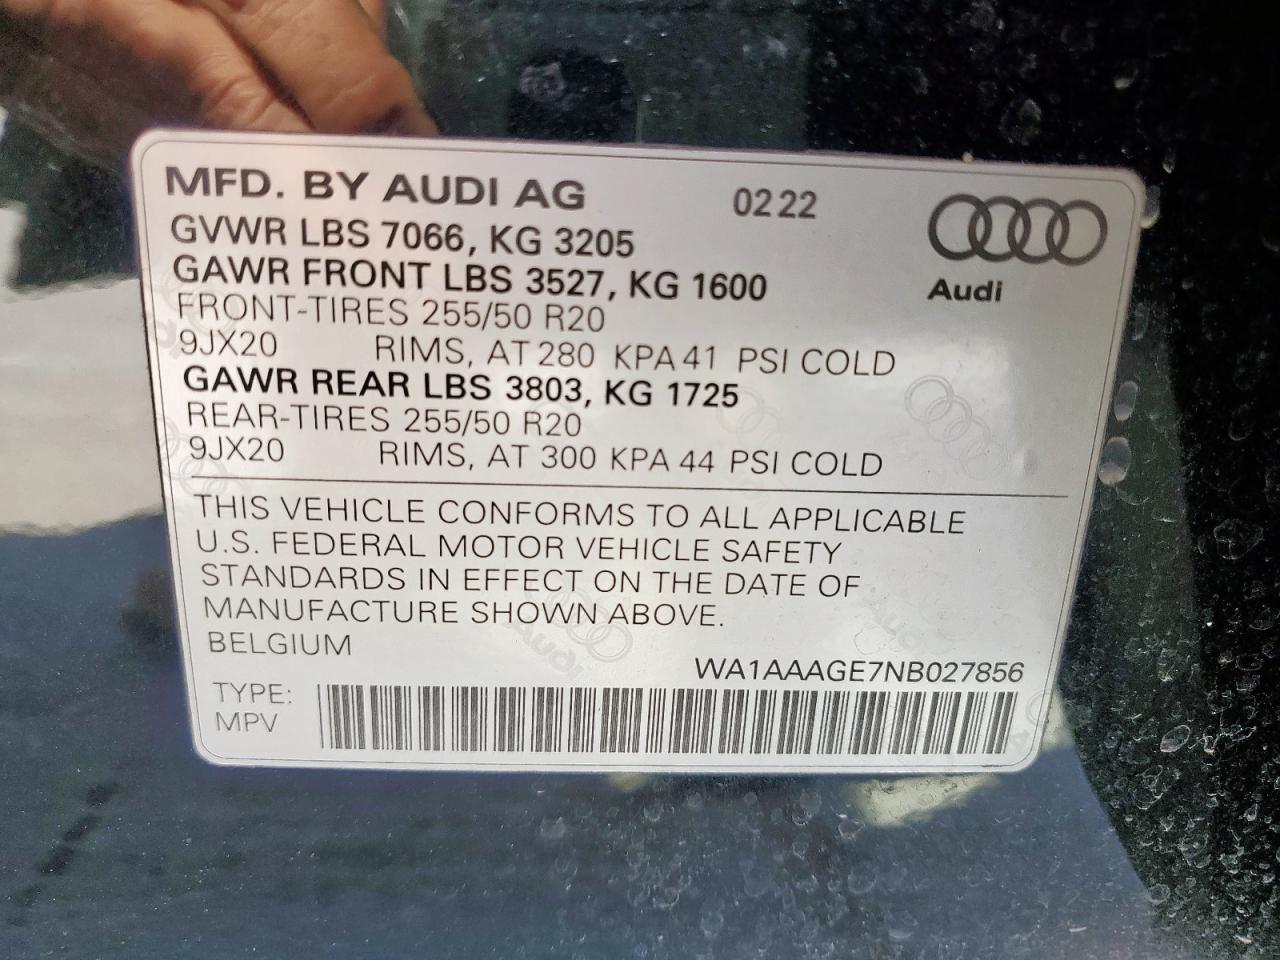 MFD. BY AUDI AG 0222
GVWR LBS 7066, KG 3205
GAWR FRONT LBS 3527, KG 1600
Audi
FRONT-TIRES 255/50 R20
9JX20 RIMS, AT 280 KPA 41 PSI COLD
GAWR REAR LBS 3803, KG 1725
REAR-TIRES 255/50 R20
9JX20 RIMS, AT 300 KPA 44 PSI COLD
THIS VEHICLE CONFORMS TO ALL APPLICABLE
U.S. FEDERAL MOTOR VEHICLE SAFETY
STANDARDS IN EFFECT ON THE DATE OF
MANUFACTURE SHOWN ABOVE.
BELGIUM
WA1AAAGE7NB027856
TYPE:
MPV